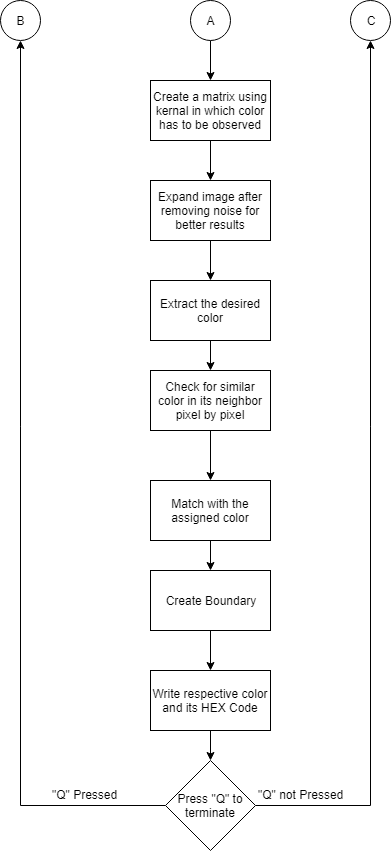 B
A
C
Create a matrix using
kernal in which color
has to be observed
Expand image after
removing noise for
better results
Extract the desired
color
Check for similar
color in its neighbor
pixel by pixel
Match with the
assigned color
Create Boundary
Write respective color
and its HEX Code
"Q" Pressed
Press "Q" to
terminate
"Q" not Pressed